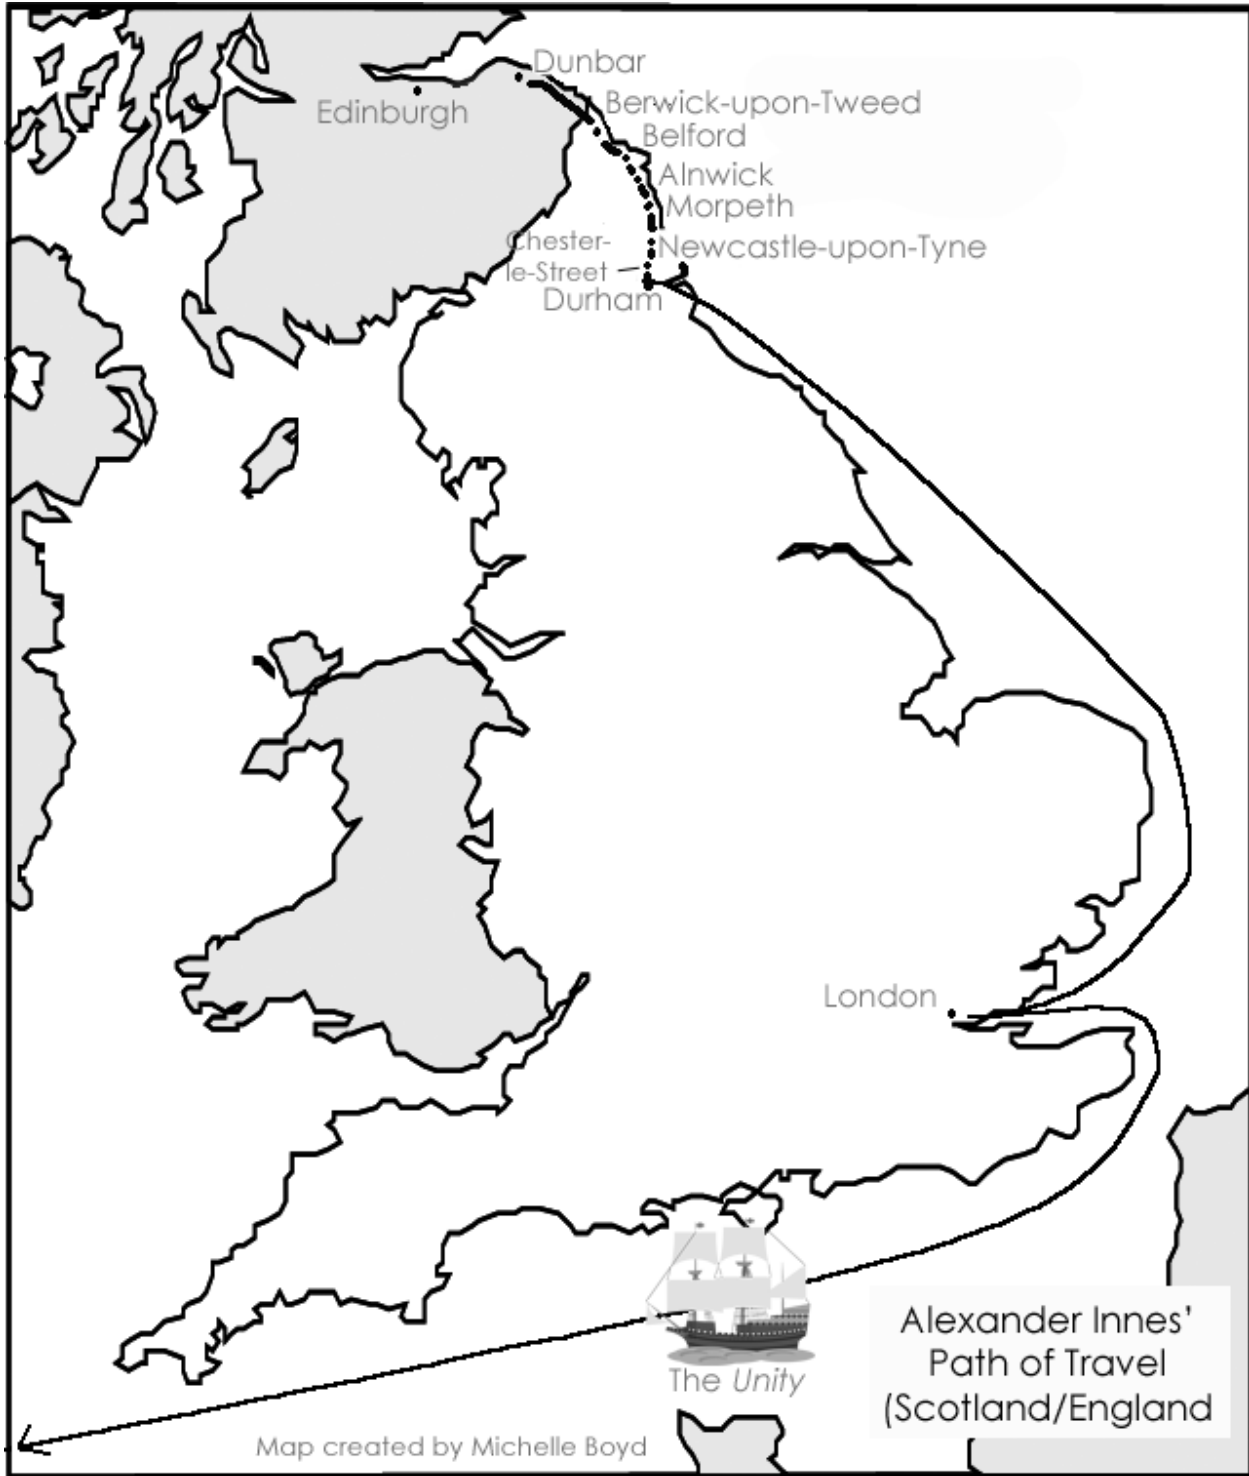 Dunbar
Edinburgh
Berwick-upon-Tweed
Belford
Alnwick
Morpeth
Chester-
le-Street
Newcastle-upon-Tyne
Durham
London
The Unity
Alexander Innes’
Path of Travel
(Scotland/England
Map created by Michelle Boyd